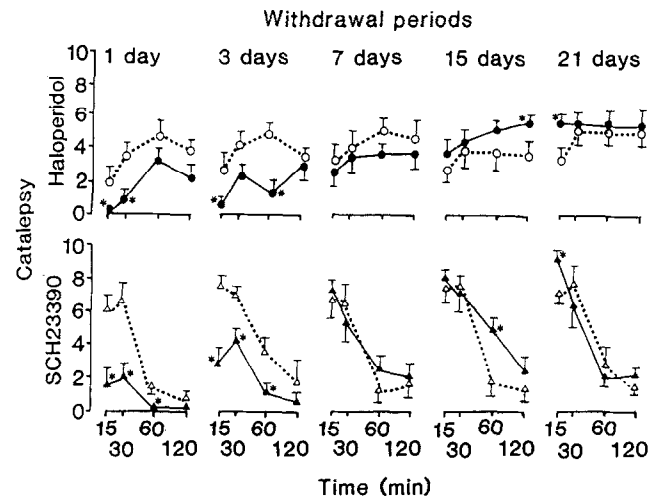 Withdrawal periods
1 day 3 days 7 days 15 days 21 days
Catalepsy
Haloperidol
10
8
6
4
2
0
* * * * * *
SCH23390
10
8
6
4
2
0
* * * * * * * *
15 60 15 60 15 60 15 60 15 60
30 120 30 120 30 120 30 120 30 120
Time (min)